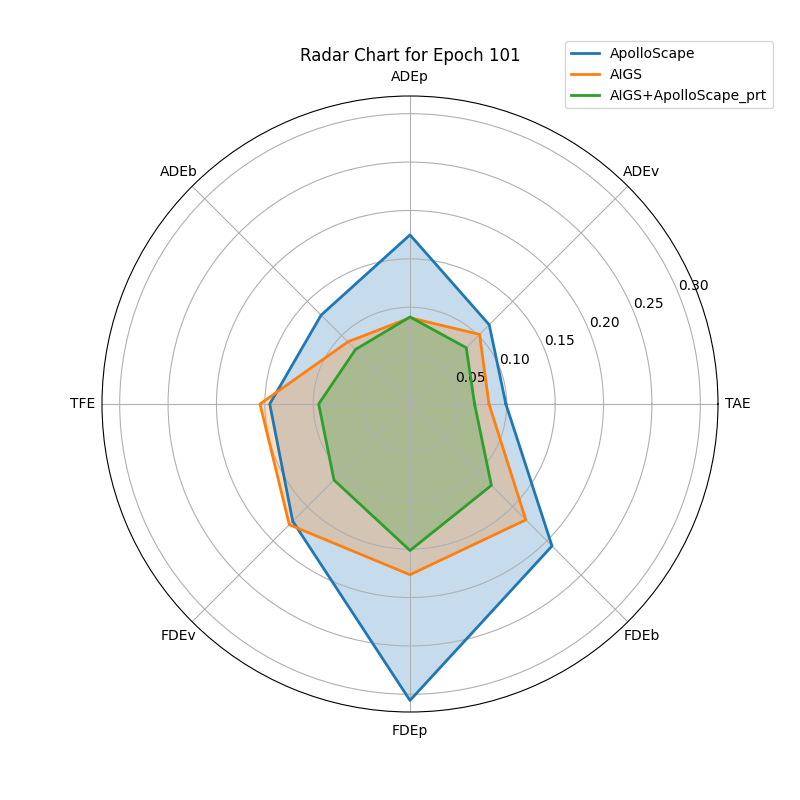 Radar Chart for Epoch 101
ApolloScape
AIGS
AIGS+ApolloScape_prt
ADEp
ADEb
ADEv
0.30
0.25
0.20
0.15
0.10
0.05
TFE
TAE
FDEv
FDEb
FDEp